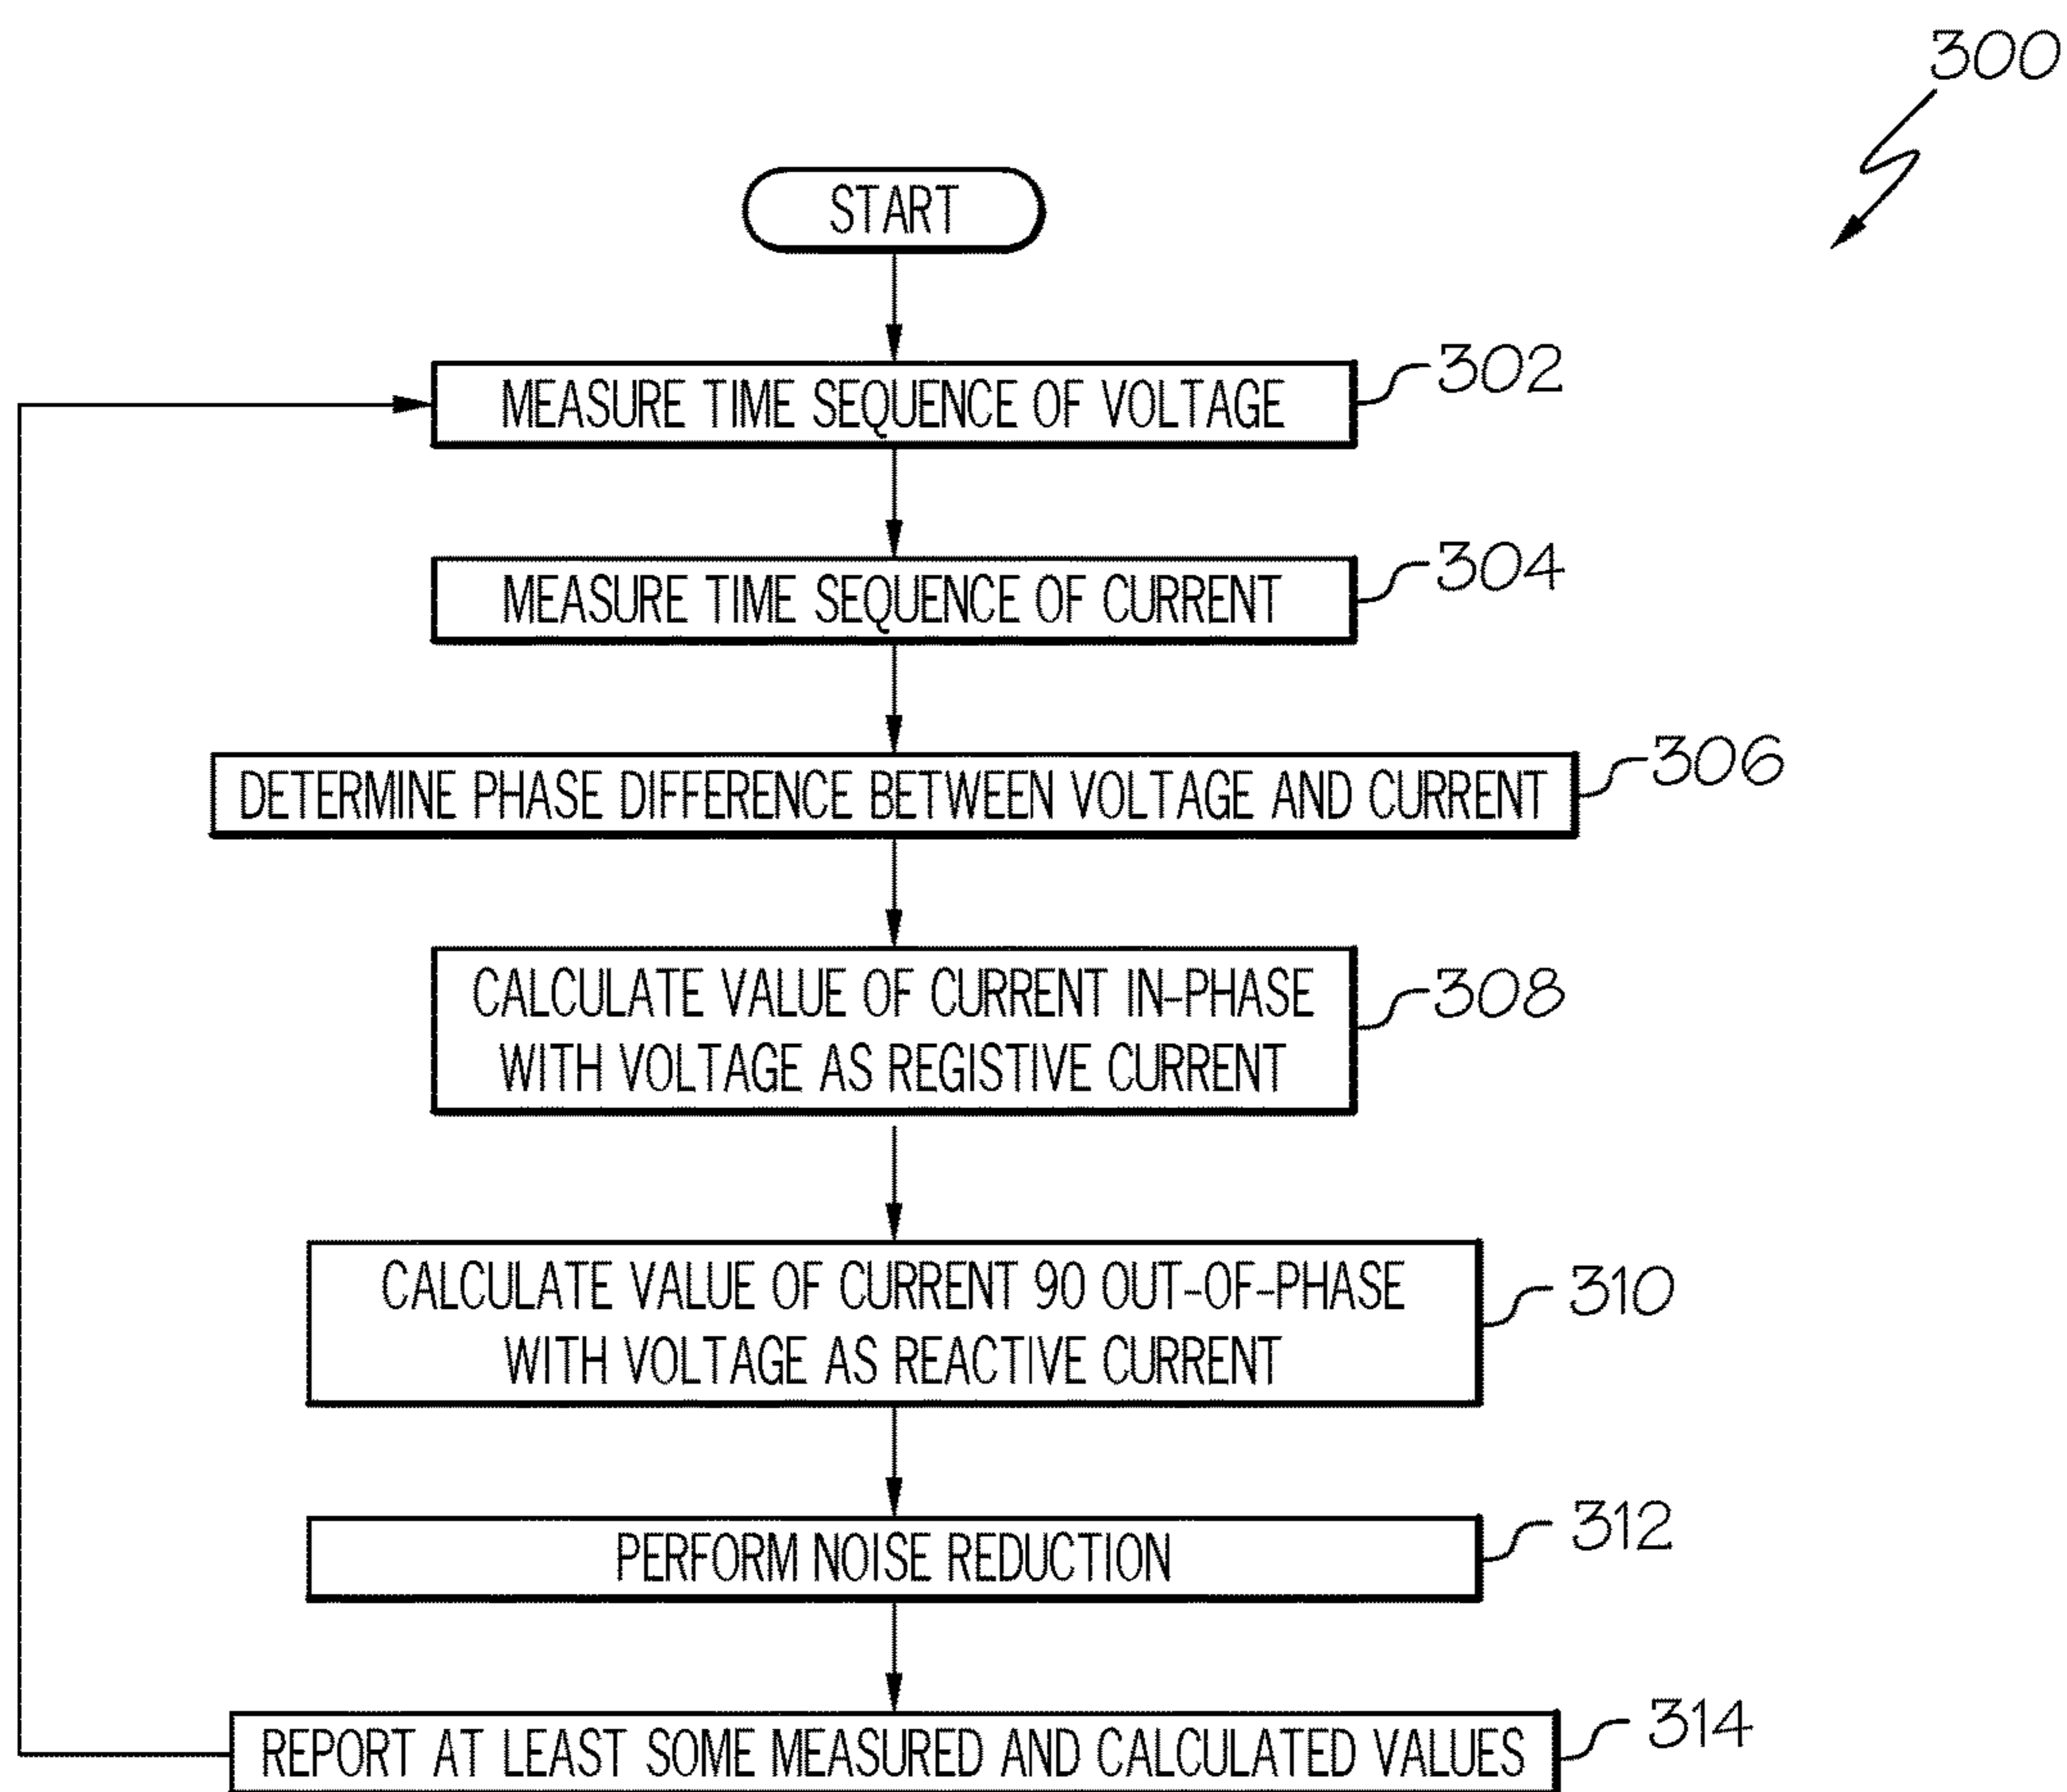 300
START
MEASURE TIME SEQUENCE OF VOLTAGE
302
MEASURE TIME SEQUENCE OF CURRENT
304
DETERMINE PHASE DIFFERENCE BETWEEN VOLTAGE AND CURRENT
306
CALCULATE VALUE OF CURRENT IN-PHASE
WITH VOLTAGE AS REGISTIVE CURRENT
308
CALCULATE VALUE OF CURRENT 90 OUT-OF-PHASE
WITH VOLTAGE AS REACTIVE CURRENT
310
PERFORM NOISE REDUCTION
312
REPORT AT LEAST SOME MEASURED AND CALCULATED VALUES
314